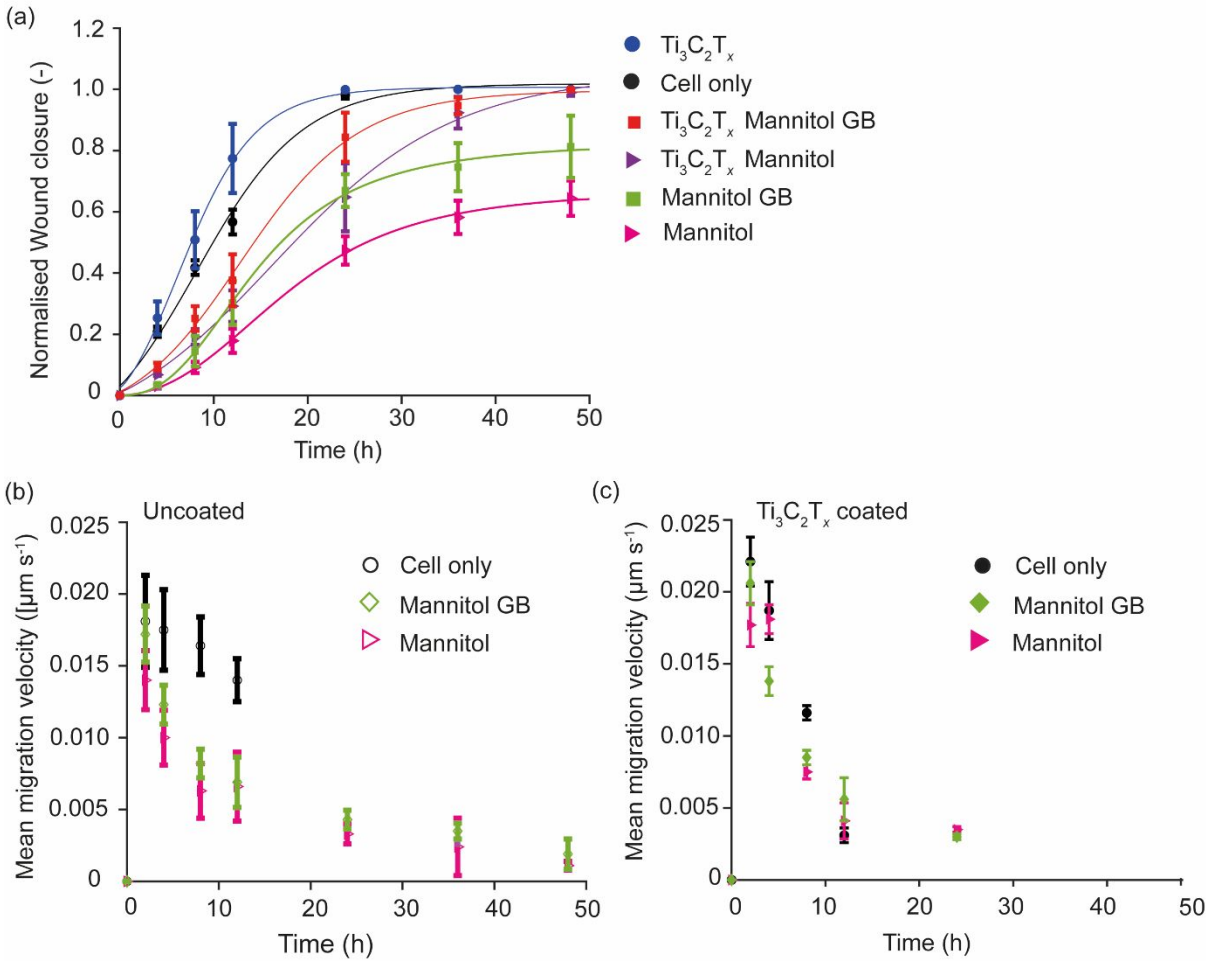 (a)
1.2
1.0
0.8
0.6
0.4
0.2
0
Normalised Wound closure (-)
0 10 20 30 40 50
Time (h)
Ti₃C₂Tₓ
Cell only
Ti₃C₂Tₓ Mannitol GB
Ti₃C₂Tₓ Mannitol
Mannitol GB
Mannitol
(b)
Uncoated
0.025
0.020
0.015
0.010
0.005
0
Mean migration velocity ([µm s⁻¹)
0 10 20 30 40 50
Time (h)
Cell only
Mannitol GB
Mannitol
(c)
Ti₃C₂Tₓ coated
0.025
0.020
0.015
0.010
0.005
0
Mean migration velocity (µm s⁻¹)
0 10 20 30 40 50
Time (h)
Cell only
Mannitol GB
Mannitol